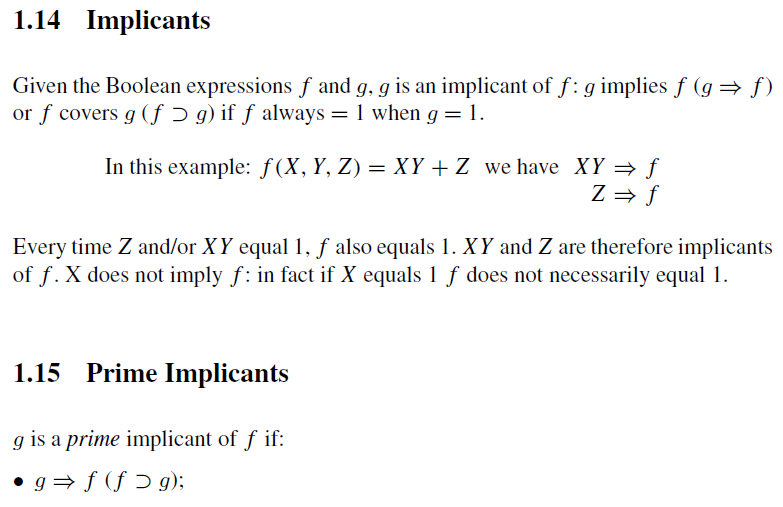 1.14 Implicants
Given the Boolean expressions f and g, g is an implicant of f: g implies f (g ⇒ f)
or f covers g (f ⊃ g) if f always = 1 when g = 1.
In this example: f(X, Y, Z) = XY + Z we have XY ⇒ f
Z ⇒ f
Every time Z and/or XY equal 1, f also equals 1. XY and Z are therefore implicants
of f. X does not imply f: in fact if X equals 1 f does not necessarily equal 1.
1.15 Prime Implicants
g is a prime implicant of f if:
• g ⇒ f (f ⊃ g);